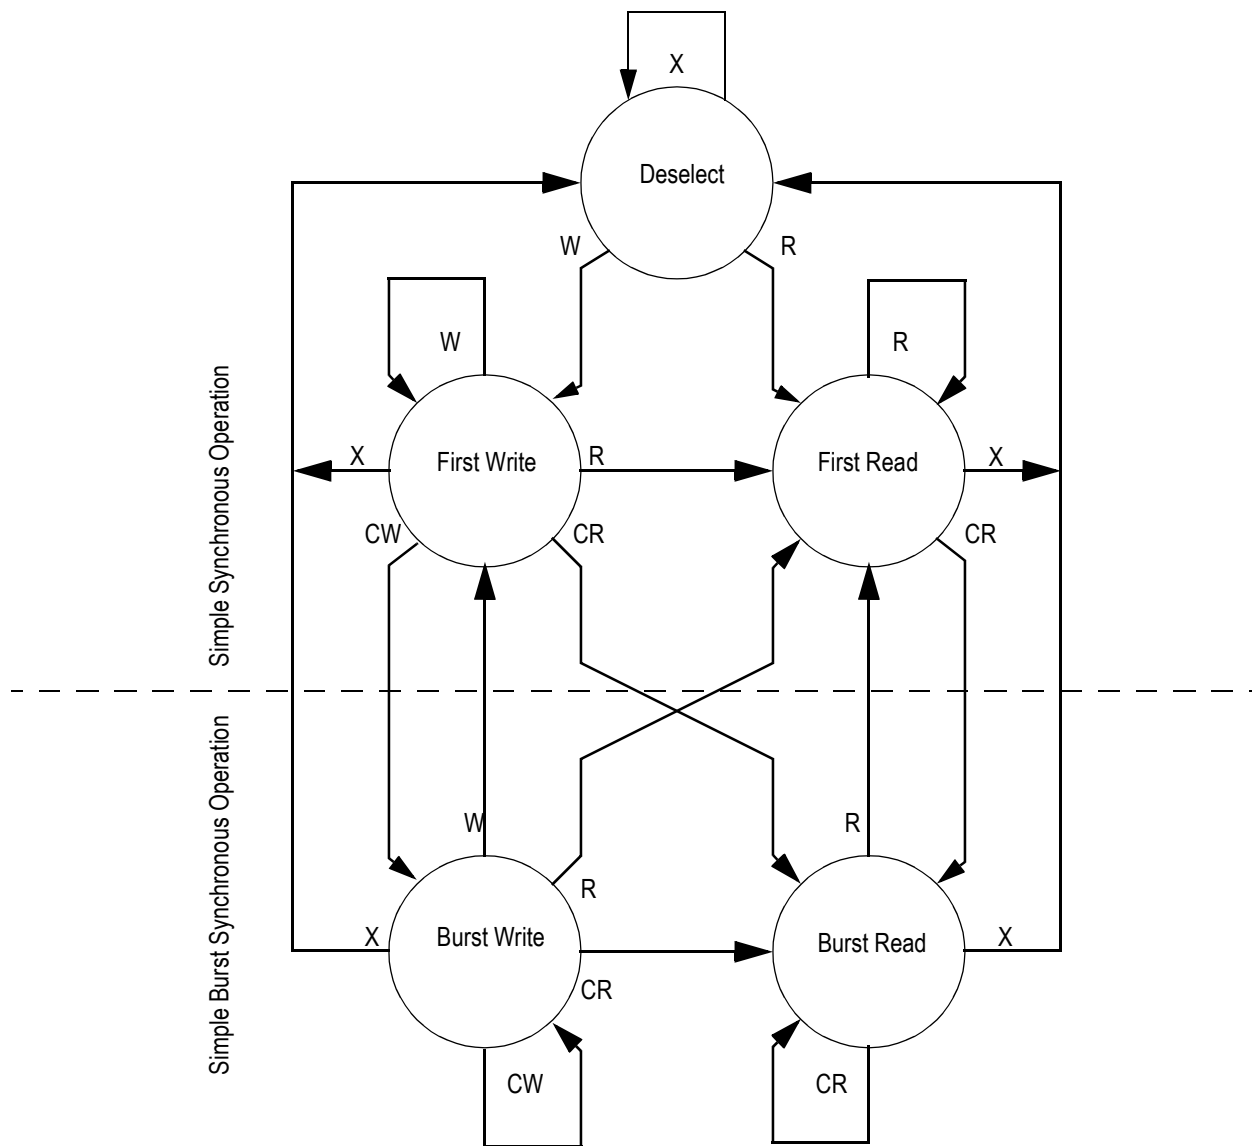 X
Deselect
W
R
W
R
Simple Synchronous Operation
X
First Write
R
First Read
X
CW
CR
CR
Simple Burst Synchronous Operation
W
R
R
X
Burst Write
Burst Read
X
CR
CW
CR